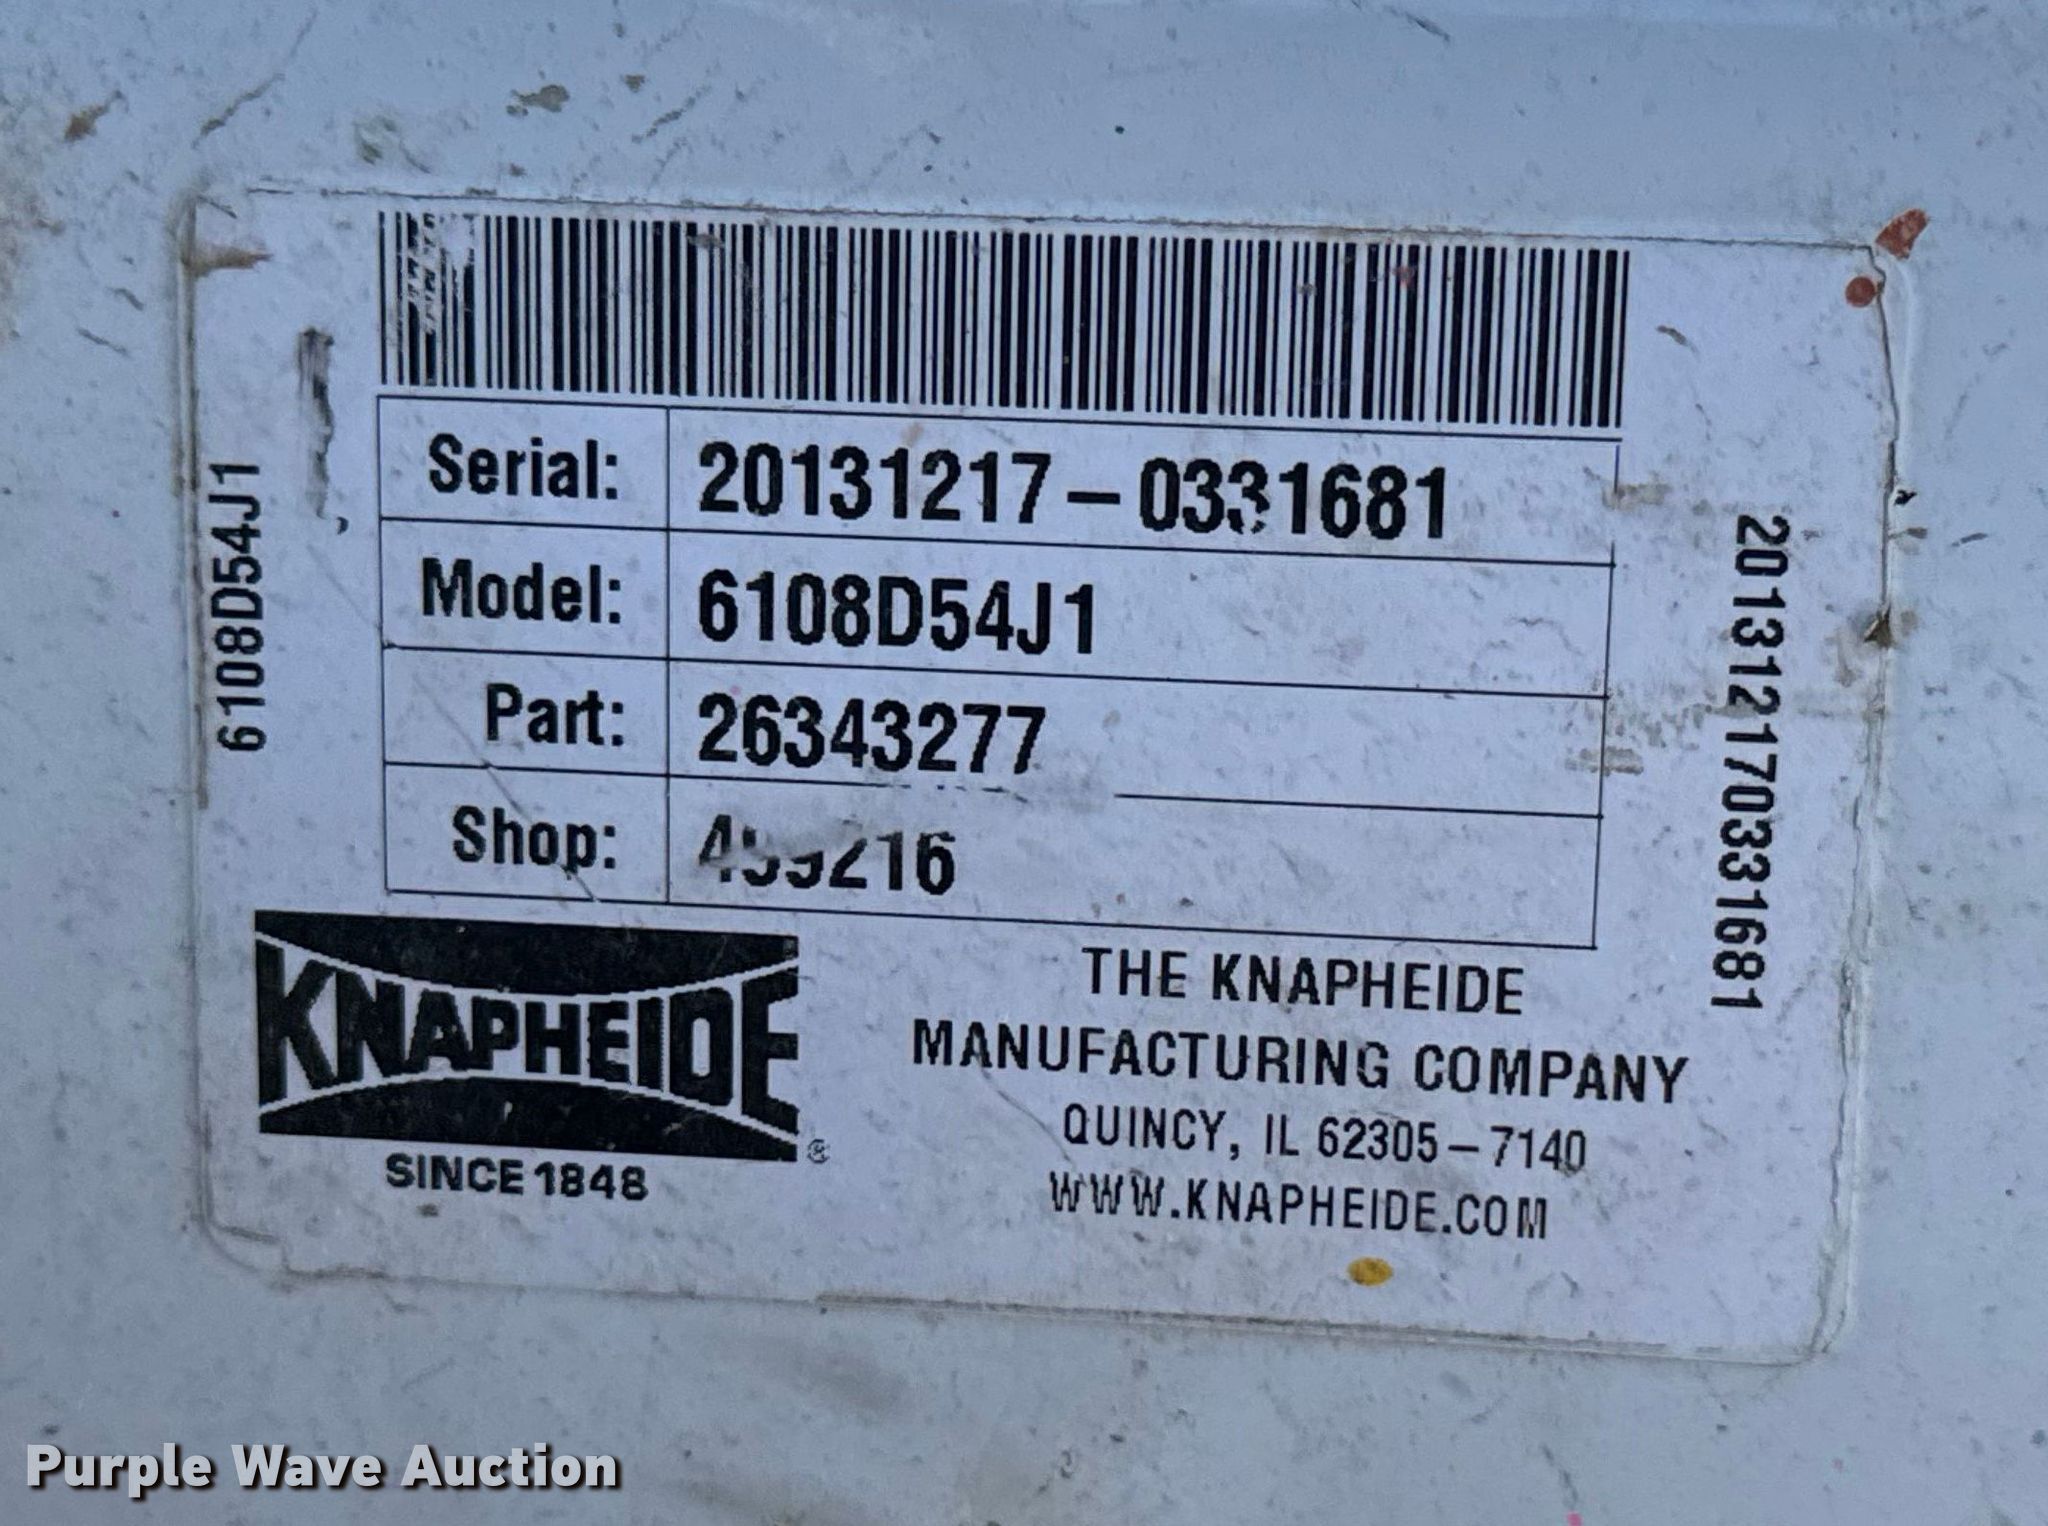 6108D54J1
Serial: 20131217-0331681
Model: 6108D54J1
Part: 26343277
Shop:
201312170331681
KNAPHEIDE®
SINCE 1848
THE KNAPHEIDE
MANUFACTURING COMPANY
QUINCY, IL 62305-7140
WWW.KNAPHEIDE.COM
Purple Wave Auction